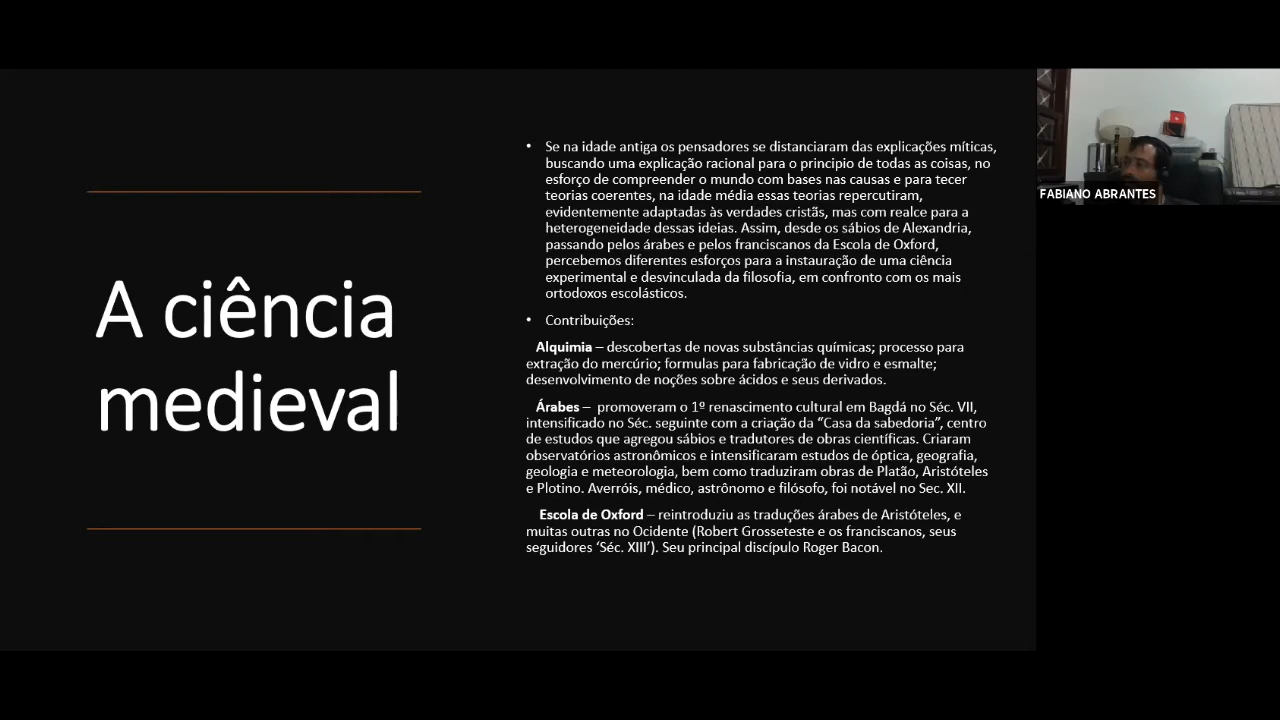 A ciência
medieval
• Se na idade antiga os pensadores se distanciaram das explicações míticas,
buscando uma explicação racional para o principio de todas as coisas, no
esforço de compreender o mundo com bases nas causas e para tecer
teorias coerentes, na idade média essas teorias repercutiram,
evidentemente adaptadas às verdades cristãs, mas com realce para a
heterogeneidade dessas ideias. Assim, desde os sábios de Alexandria,
passando pelos árabes e pelos franciscanos da Escola de Oxford,
percebemos diferentes esforços para a instauração de uma ciência
experimental e desvinculada da filosofia, em confronto com os mais
ortodoxos escolásticos.
• Contribuições:
Alquimia – descobertas de novas substâncias químicas; processo para
extração do mercúrio; formulas para fabricação de vidro e esmalte;
desenvolvimento de noções sobre ácidos e seus derivados.
Árabes – promoveram o 1º renascimento cultural em Bagdá no Séc. VII,
intensificado no Séc. seguinte com a criação da “Casa da sabedoria”, centro
de estudos que agregou sábios e tradutores de obras científicas. Criaram
observatórios astronômicos e intensificaram estudos de óptica, geografia,
geologia e meteorologia, bem como traduziram obras de Platão, Aristóteles
e Plotino. Averróis, médico, astrônomo e filósofo, foi notável no Sec. XII.
Escola de Oxford – reintroduziu as traduções árabes de Aristóteles, e
muitas outras no Ocidente (Robert Grosseteste e os franciscanos, seus
seguidores ‘Séc. XIII’). Seu principal discípulo Roger Bacon.
FABIANO ABRANTES